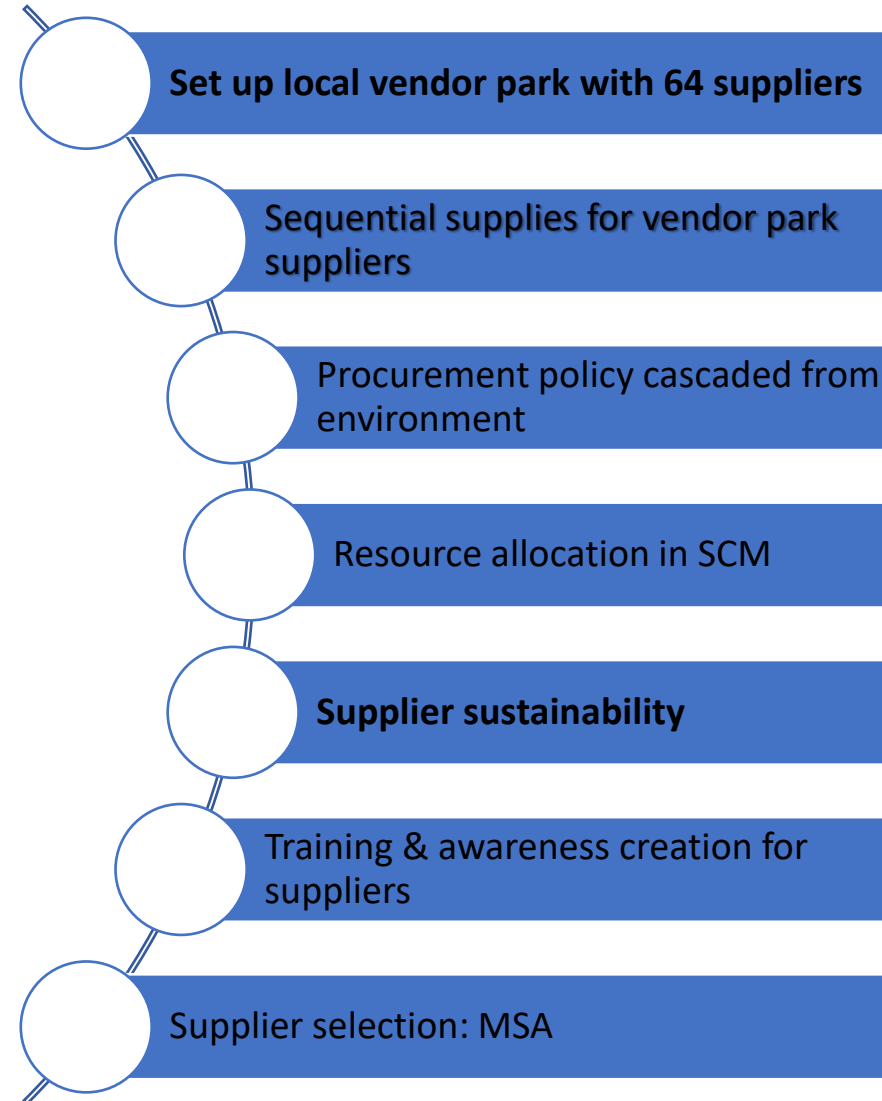 Set up local vendor park with 64 suppliers
Sequential supplies for vendor park
suppliers
Procurement policy cascaded from
environment
Resource allocation in SCM
Supplier sustainability
Training & awareness creation for
suppliers
Supplier selection: MSA